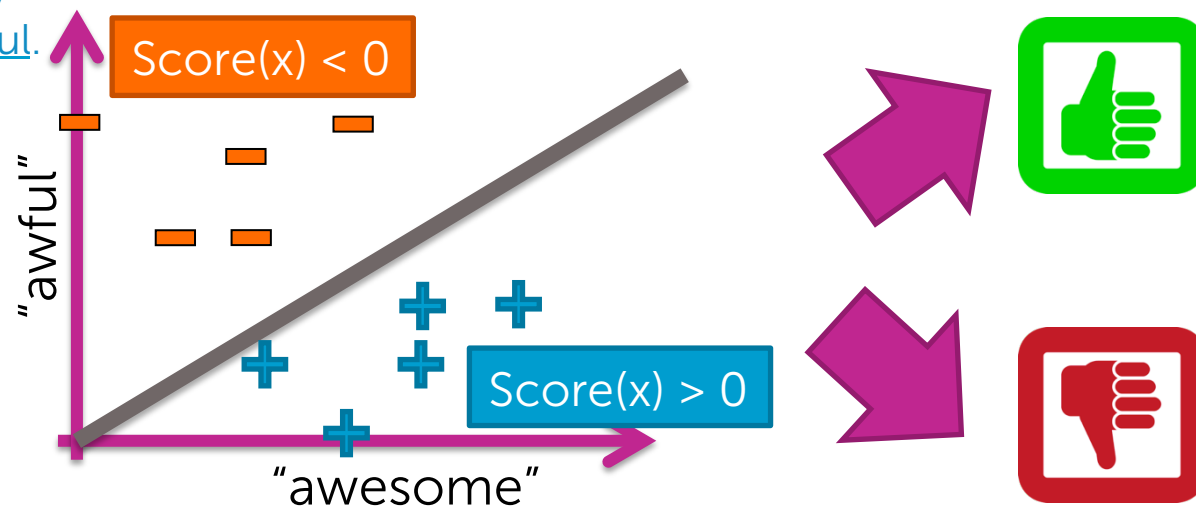 ul.
Score(x) < 0
"awful"
Score(x) > 0
"awesome"